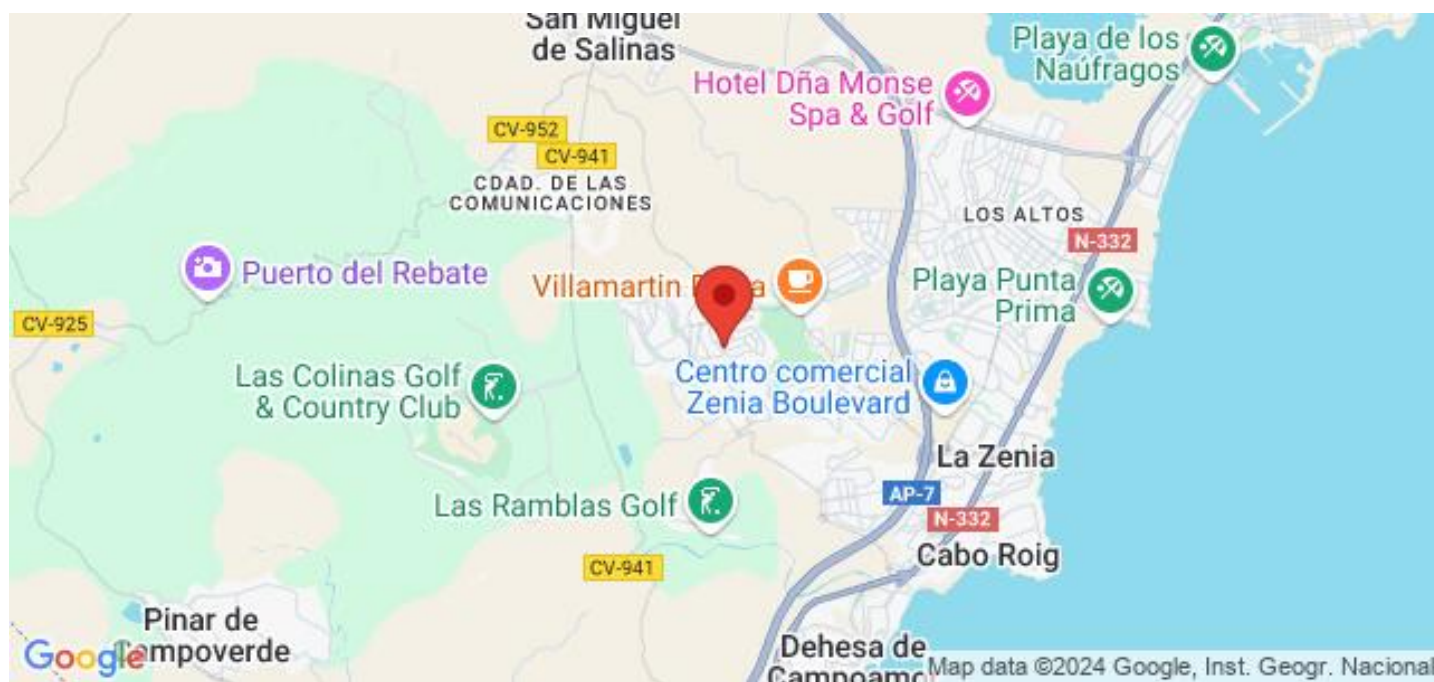 San Miguel
de Salinas
Playa de los
Naúfragos
Hotel Dña Monse
Spa & Golf
CV-952
CV-941
CDAD. DE LAS
COMUNICACIONES
LOS ALTOS
N-332
Puerto del Rebate
Villamartin
Playa Punta
Prima
CV-925
Las Colinas Golf
& Country Club
Centro comercial
Zenia Boulevard
La Zenia
Las Ramblas Golf
AP-7
N-332
Cabo Roig
CV-941
Pinar de
Campoverde
Google
Dehesa de
Campoamor
Map data ©2024 Google, Inst. Geogr. Nacional